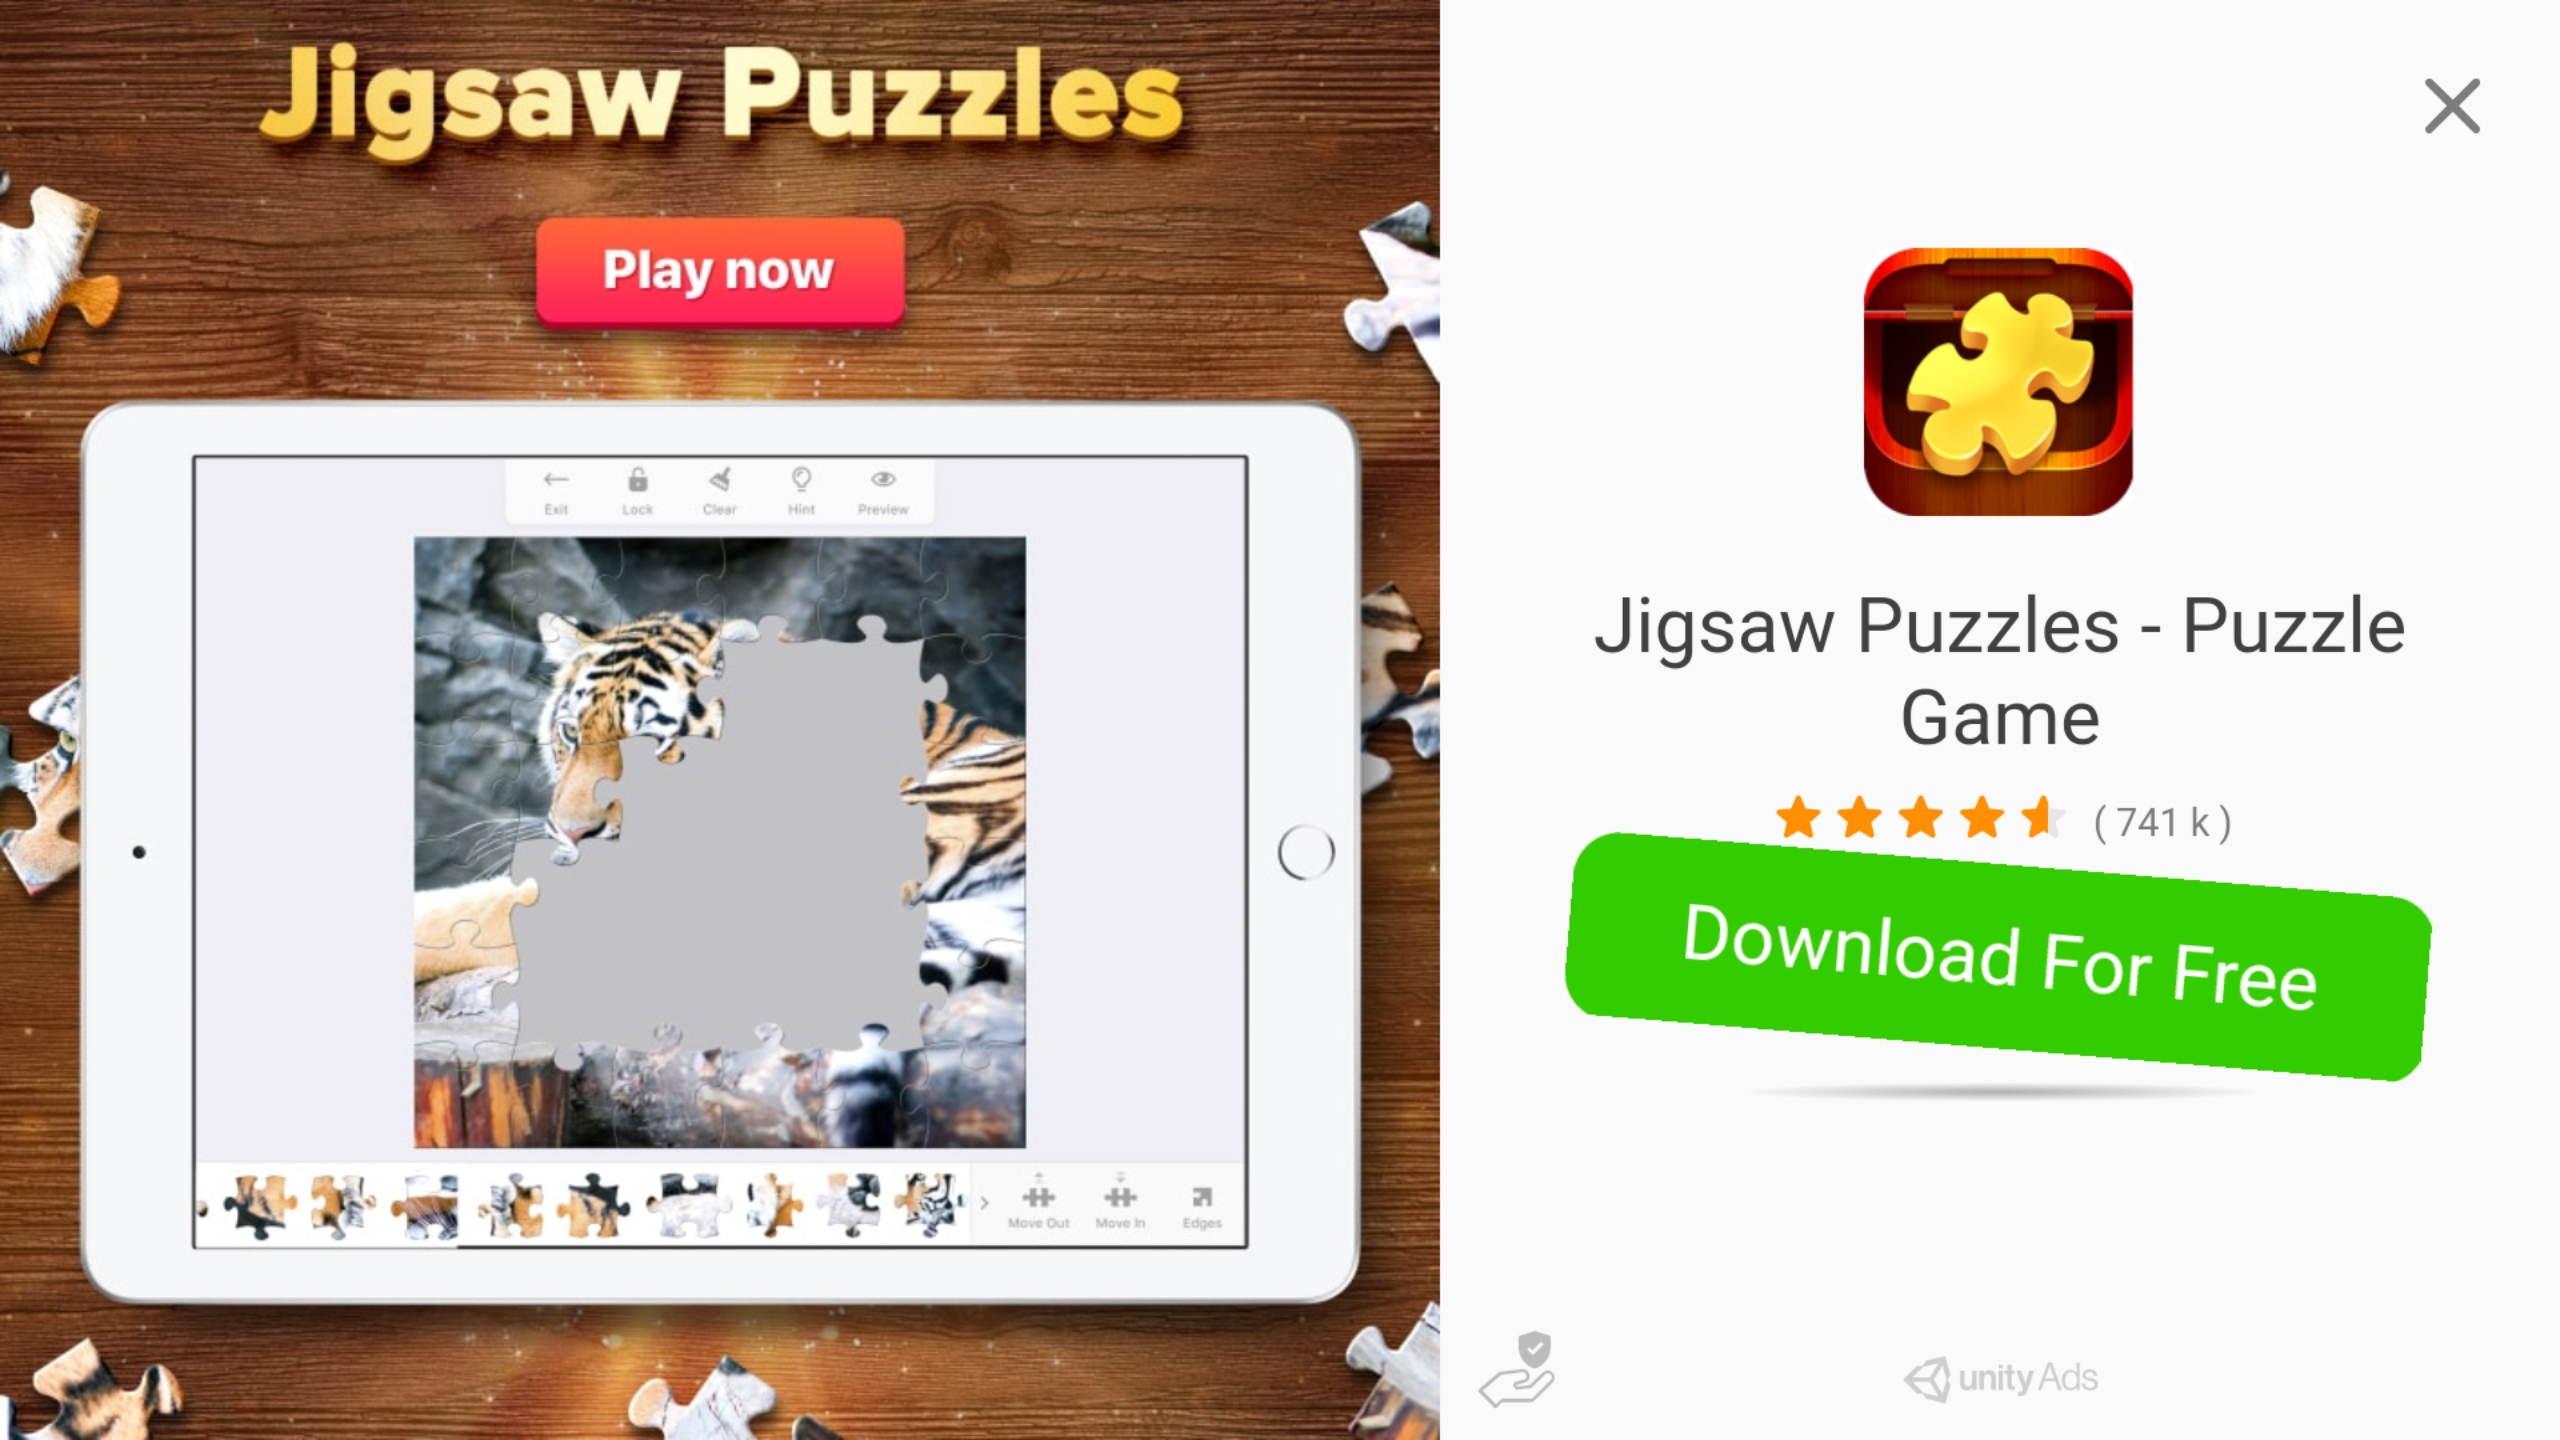 Jigsaw Puzzles
Play now
Exit
Lock
Clear
Hint
Preview
Move Out
Move In
Edges
Jigsaw Puzzles - Puzzle
Game
( 741 k )
Download For Free
unity Ads